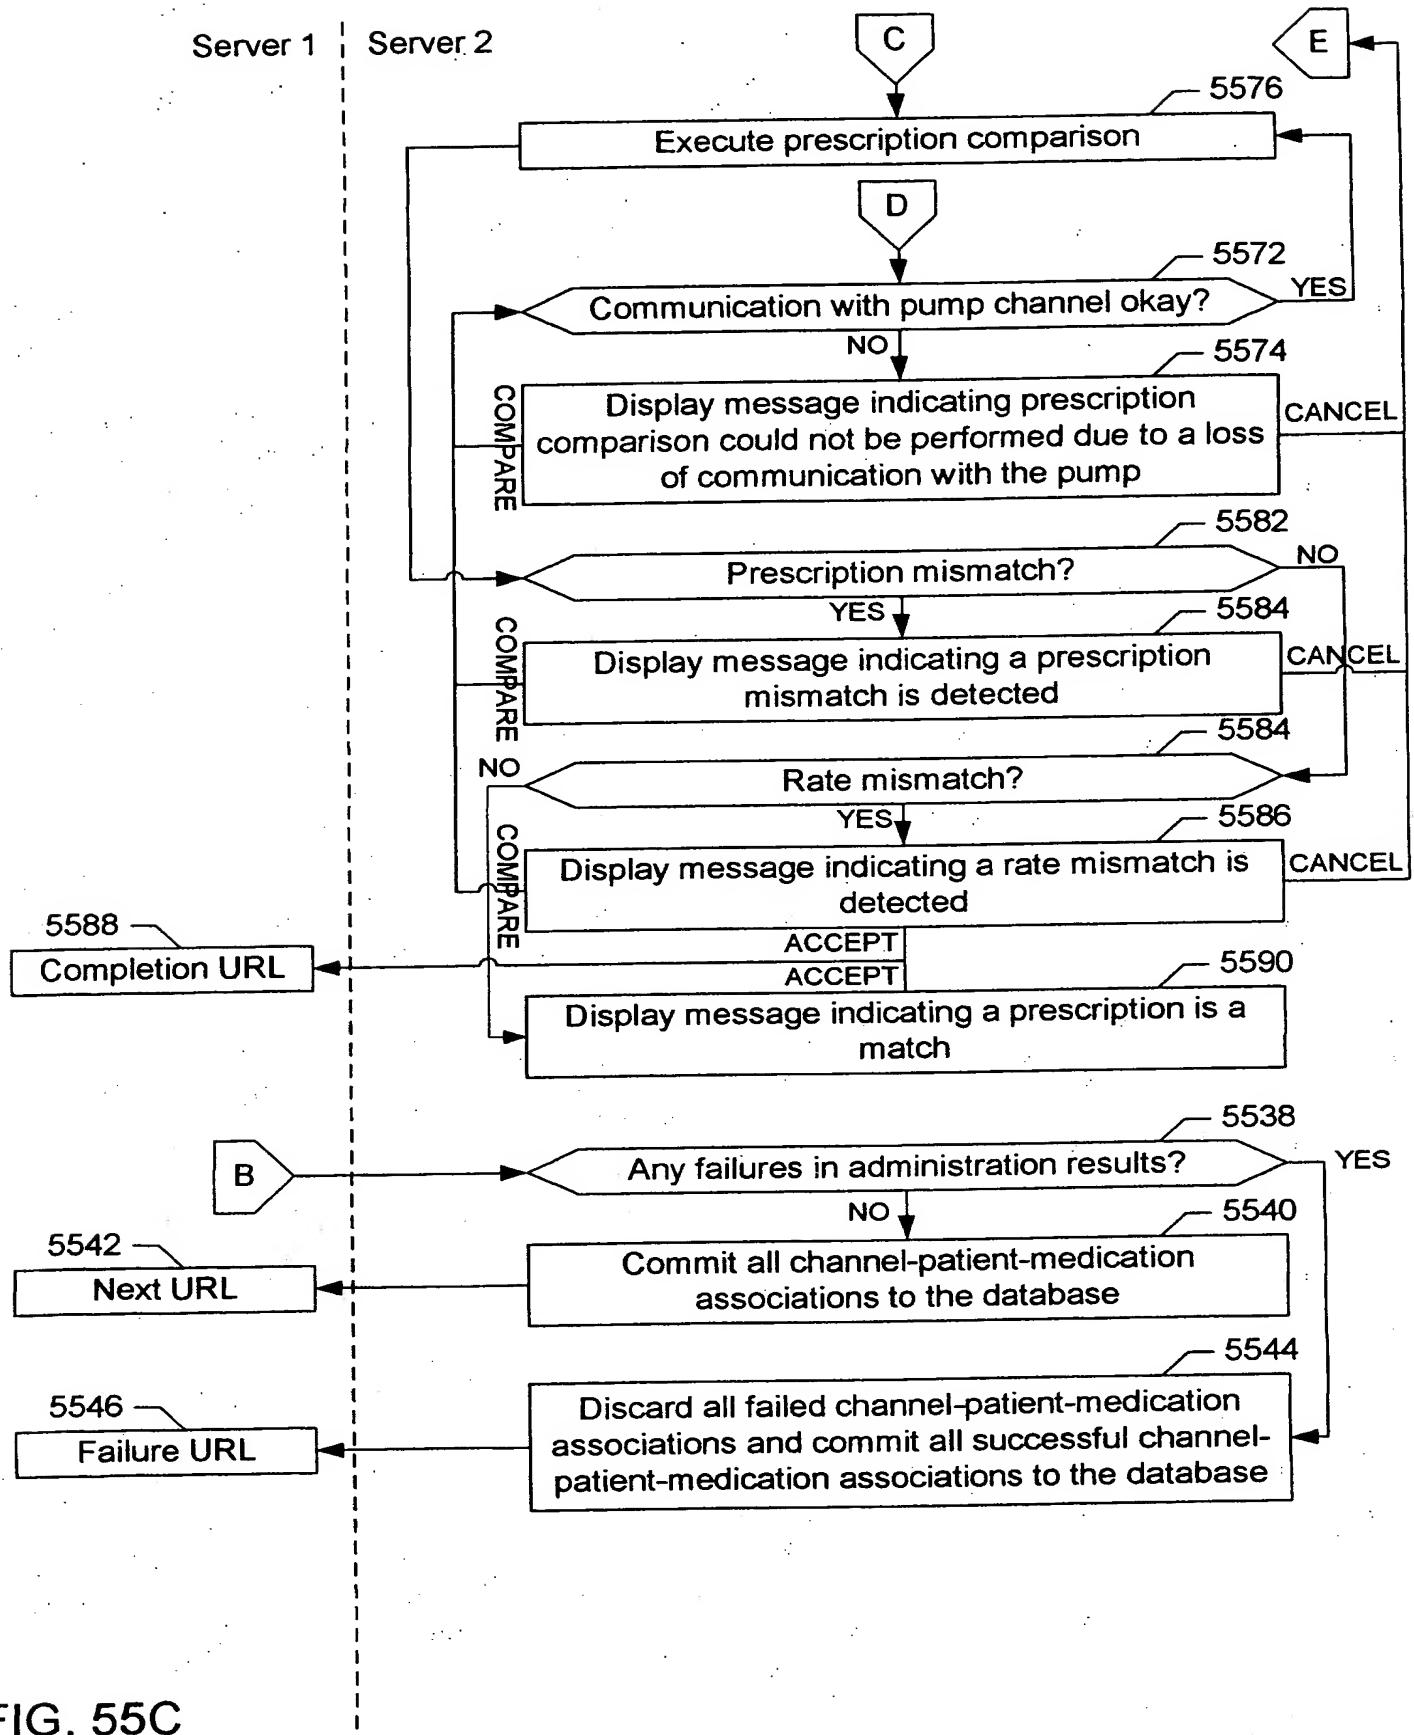 Server 1
Server 2
C
E
5576
Execute prescription comparison
D
5572
Communication with pump channel okay?
YES
NO
5574
COMPARE
Display message indicating prescription
comparison could not be performed due to a loss
of communication with the pump
CANCEL
5582
Prescription mismatch?
NO
YES
5584
COMPARE
Display message indicating a prescription
mismatch is detected
CANCEL
5584
NO
Rate mismatch?
YES
5586
COMPARE
Display message indicating a rate mismatch is
detected
CANCEL
5588
ACCEPT
Completion URL
ACCEPT
5590
Display message indicating a prescription is a
match
5538
B
Any failures in administration results?
YES
NO
5540
5542
Commit all channel-patient-medication
associations to the database
Next URL
5544
5546
Discard all failed channel-patient-medication
associations and commit all successful channel-
patient-medication associations to the database
Failure URL
FIG. 55C